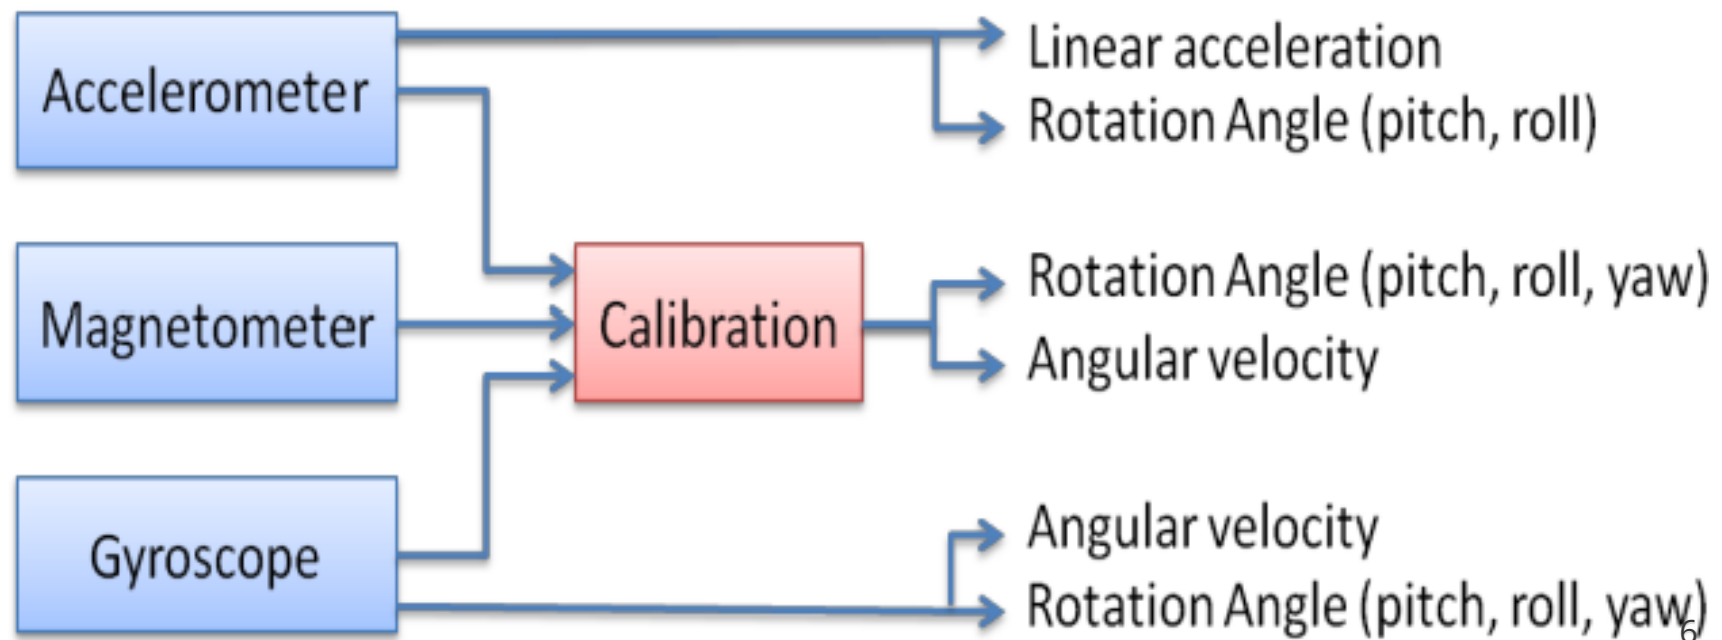 Accelerometer
Linear acceleration
Rotation Angle (pitch, roll)
Magnetometer
Calibration
Rotation Angle (pitch, roll, yaw)
Angular velocity
Gyroscope
Angular velocity
Rotation Angle (pitch, roll, yaw)
6